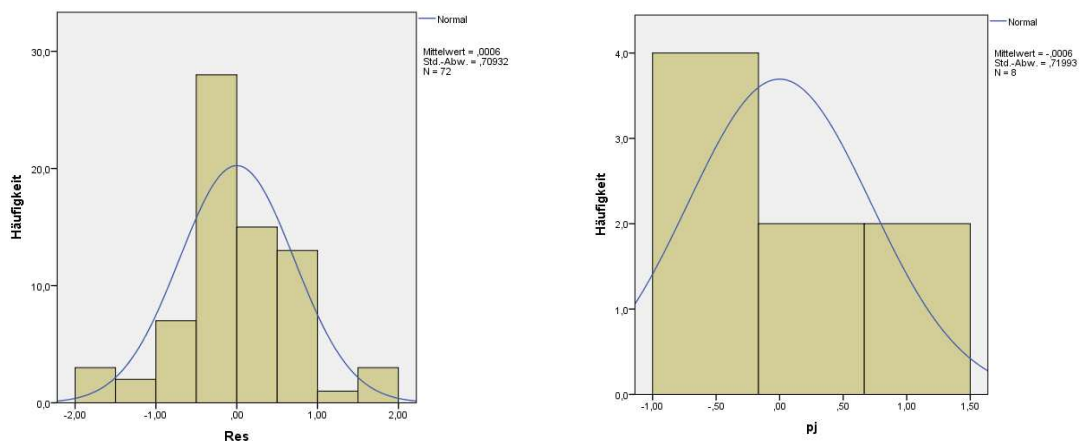 Normal
Mittelwert = ,0006
Std.-Abw. = ,70932
N = 72
Häufigkeit
30,0
20,0
10,0
0,0
-2,00 -1,00 ,00 1,00 2,00
Res
Normal
Mittelwert = -,0006
Std.-Abw. = ,71993
N = 8
Häufigkeit
4,0
3,0
2,0
1,0
0,0
-1,00 -,50 ,00 ,50 1,00 1,50
pj